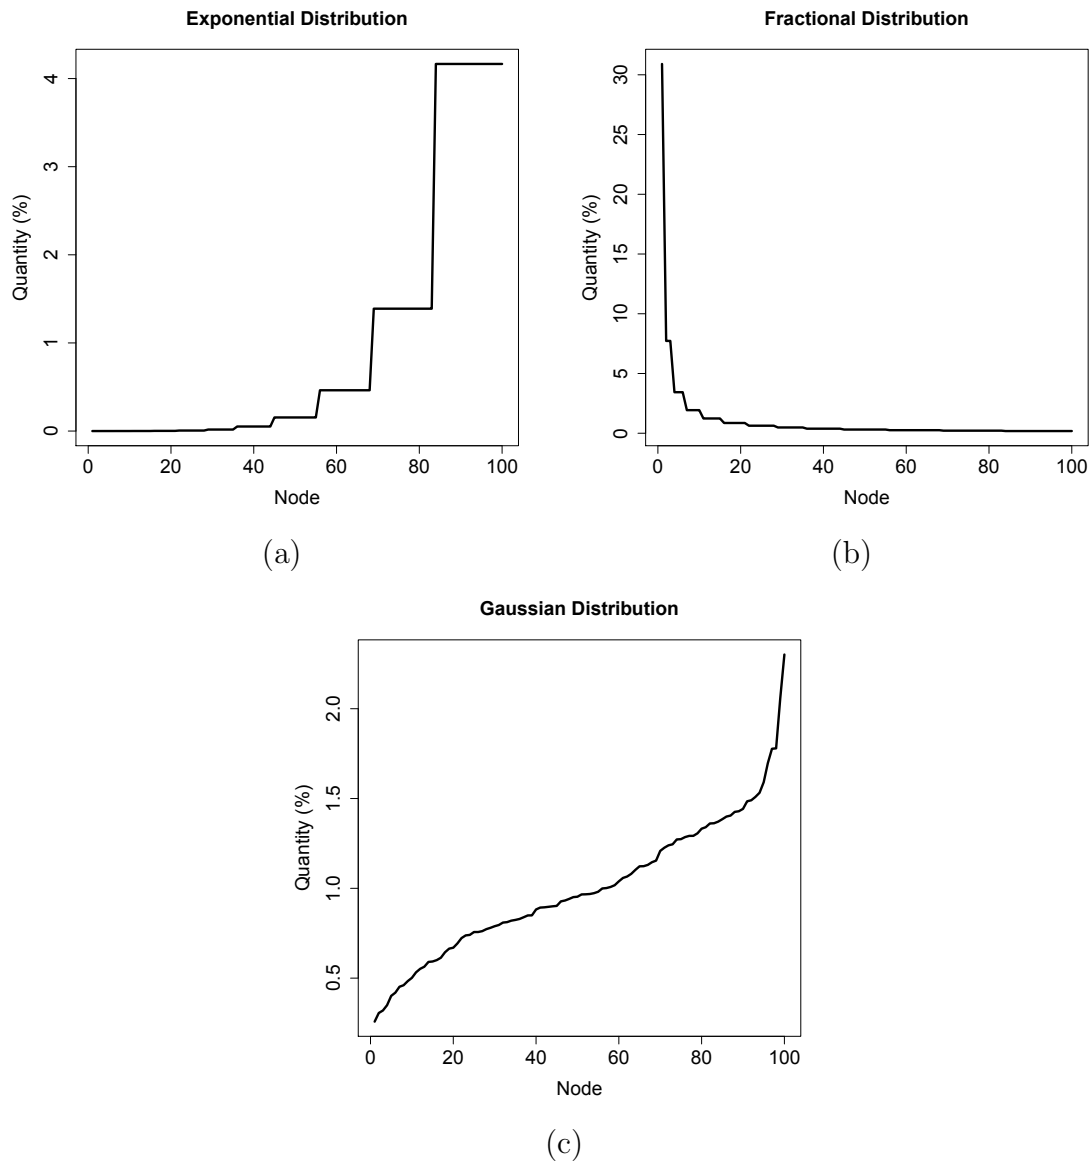 Exponential Distribution
Quantity (%)
4
3
2
1
0
0 20 40 60 80 100
Node
(a)
Fractional Distribution
Quantity (%)
30
25
20
15
10
5
0
0 20 40 60 80 100
Node
(b)
Gaussian Distribution
Quantity (%)
2.0
1.5
1.0
0.5
0 20 40 60 80 100
Node
(c)